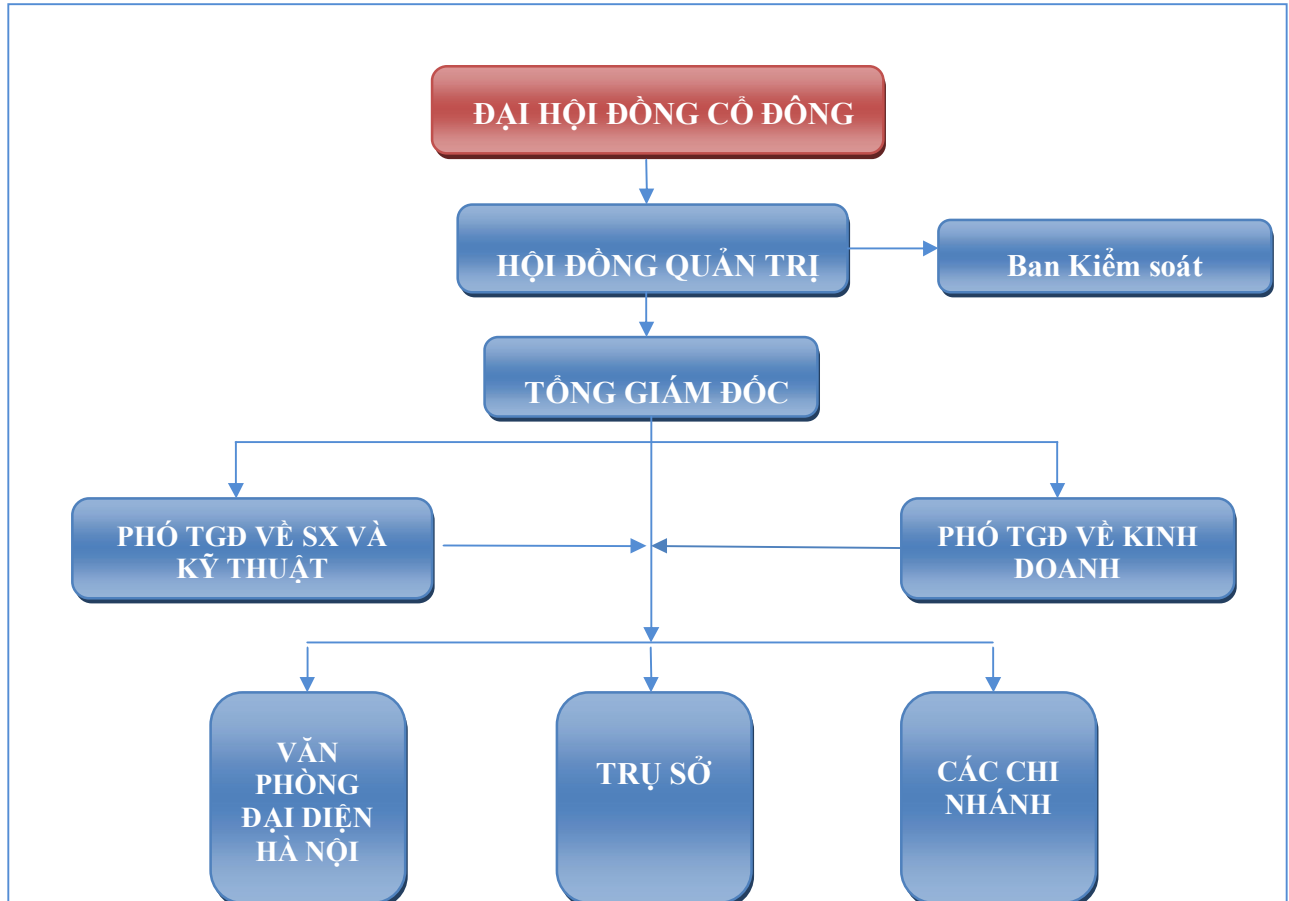 ĐẠI HỘI ĐỒNG CỔ ĐÔNG
HỘI ĐỒNG QUẢN TRỊ
Ban Kiểm soát
TỔNG GIÁM ĐỐC
PHÓ TGĐ VỀ SX VÀ
KỸ THUẬT
PHÓ TGĐ VỀ KINH
DOANH
VĂN
PHÒNG
ĐẠI DIỆN
HÀ NỘI
TRỤ SỞ
CÁC CHI
NHÁNH